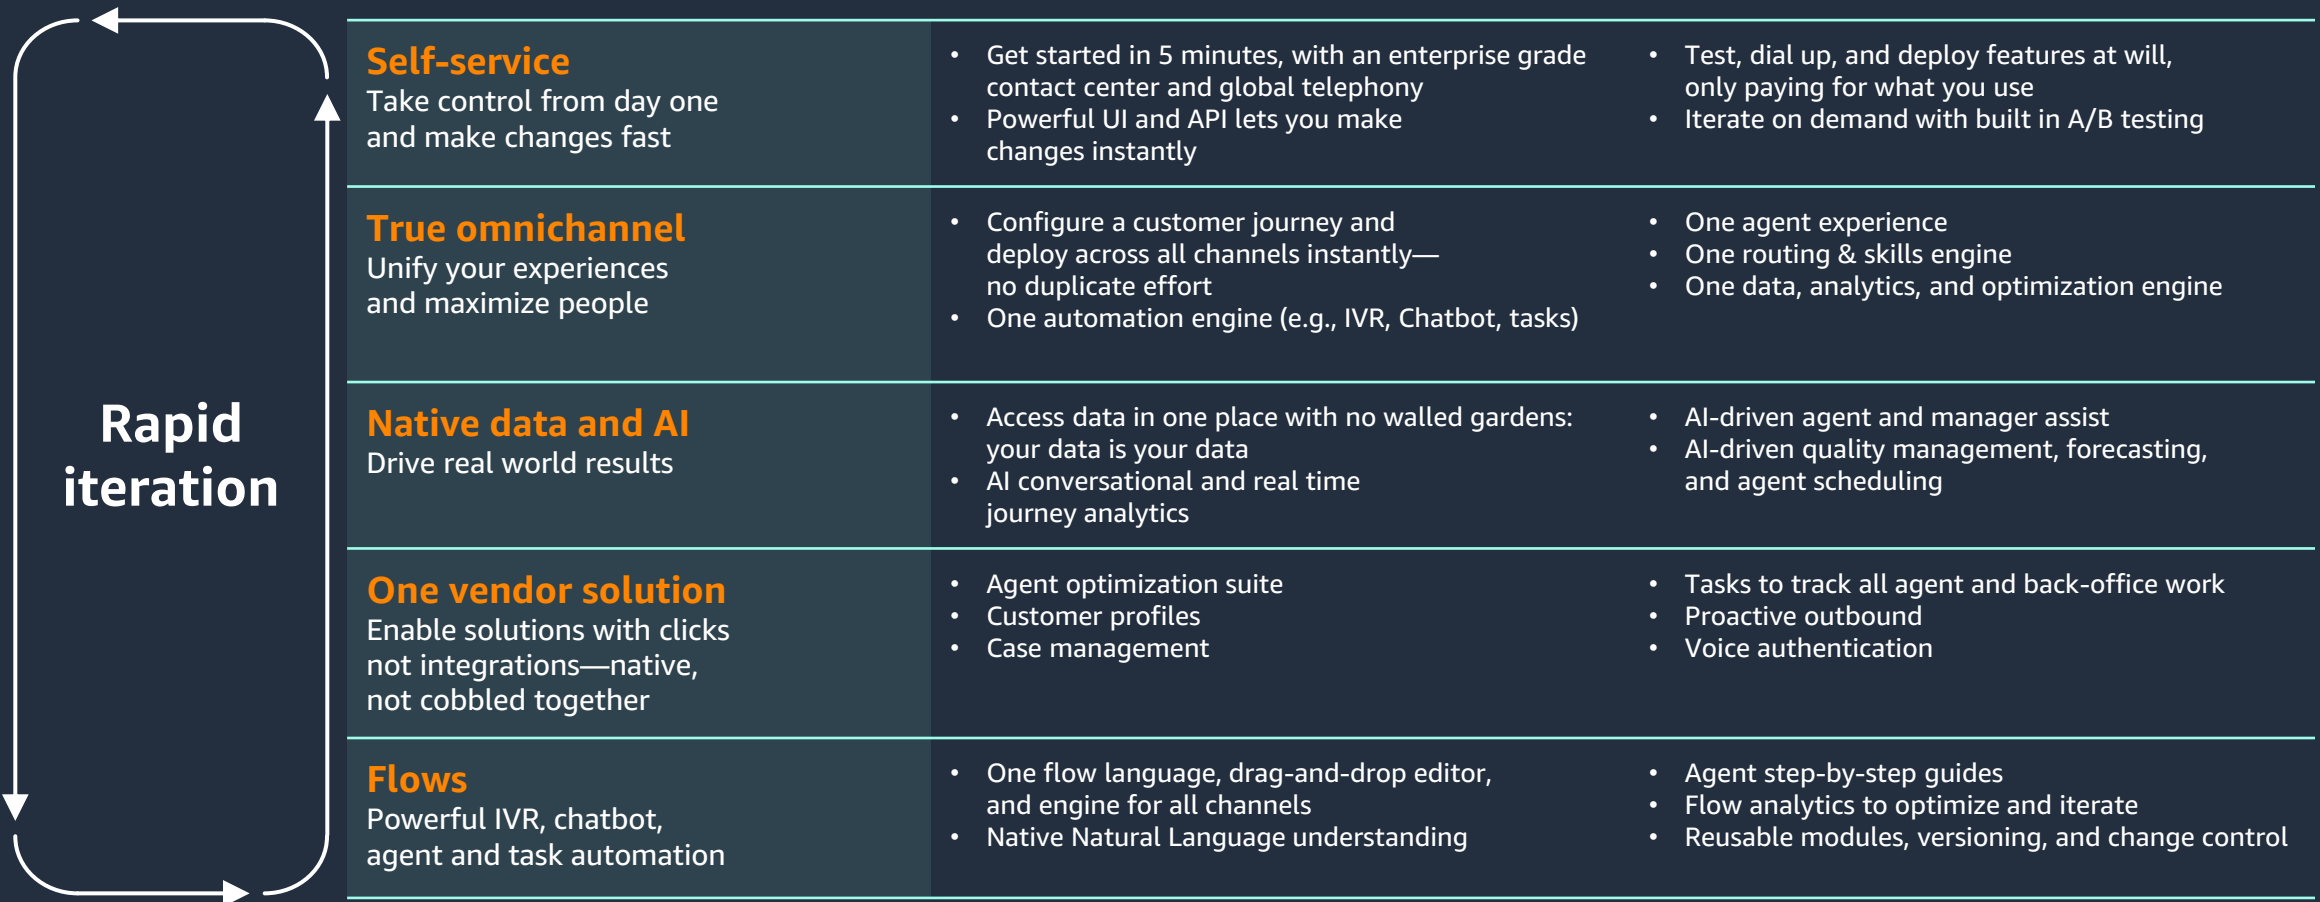 Rapid
iteration
Self-service
Take control from day one
and make changes fast
• Get started in 5 minutes, with an enterprise grade
contact center and global telephony
• Powerful UI and API lets you make
changes instantly
• Test, dial up, and deploy features at will,
only paying for what you use
• Iterate on demand with built in A/B testing
True omnichannel
Unify your experiences
and maximize people
• Configure a customer journey and
deploy across all channels instantly—
no duplicate effort
• One automation engine (e.g., IVR, Chatbot, tasks)
• One agent experience
• One routing & skills engine
• One data, analytics, and optimization engine
Native data and AI
Drive real world results
• Access data in one place with no walled gardens:
your data is your data
• AI conversational and real time
journey analytics
• AI-driven agent and manager assist
• AI-driven quality management, forecasting,
and agent scheduling
One vendor solution
Enable solutions with clicks
not integrations—native,
not cobbled together
• Agent optimization suite
• Customer profiles
• Case management
• Tasks to track all agent and back-office work
• Proactive outbound
• Voice authentication
Flows
Powerful IVR, chatbot,
agent and task automation
• One flow language, drag-and-drop editor,
and engine for all channels
• Native Natural Language understanding
• Agent step-by-step guides
• Flow analytics to optimize and iterate
• Reusable modules, versioning, and change control